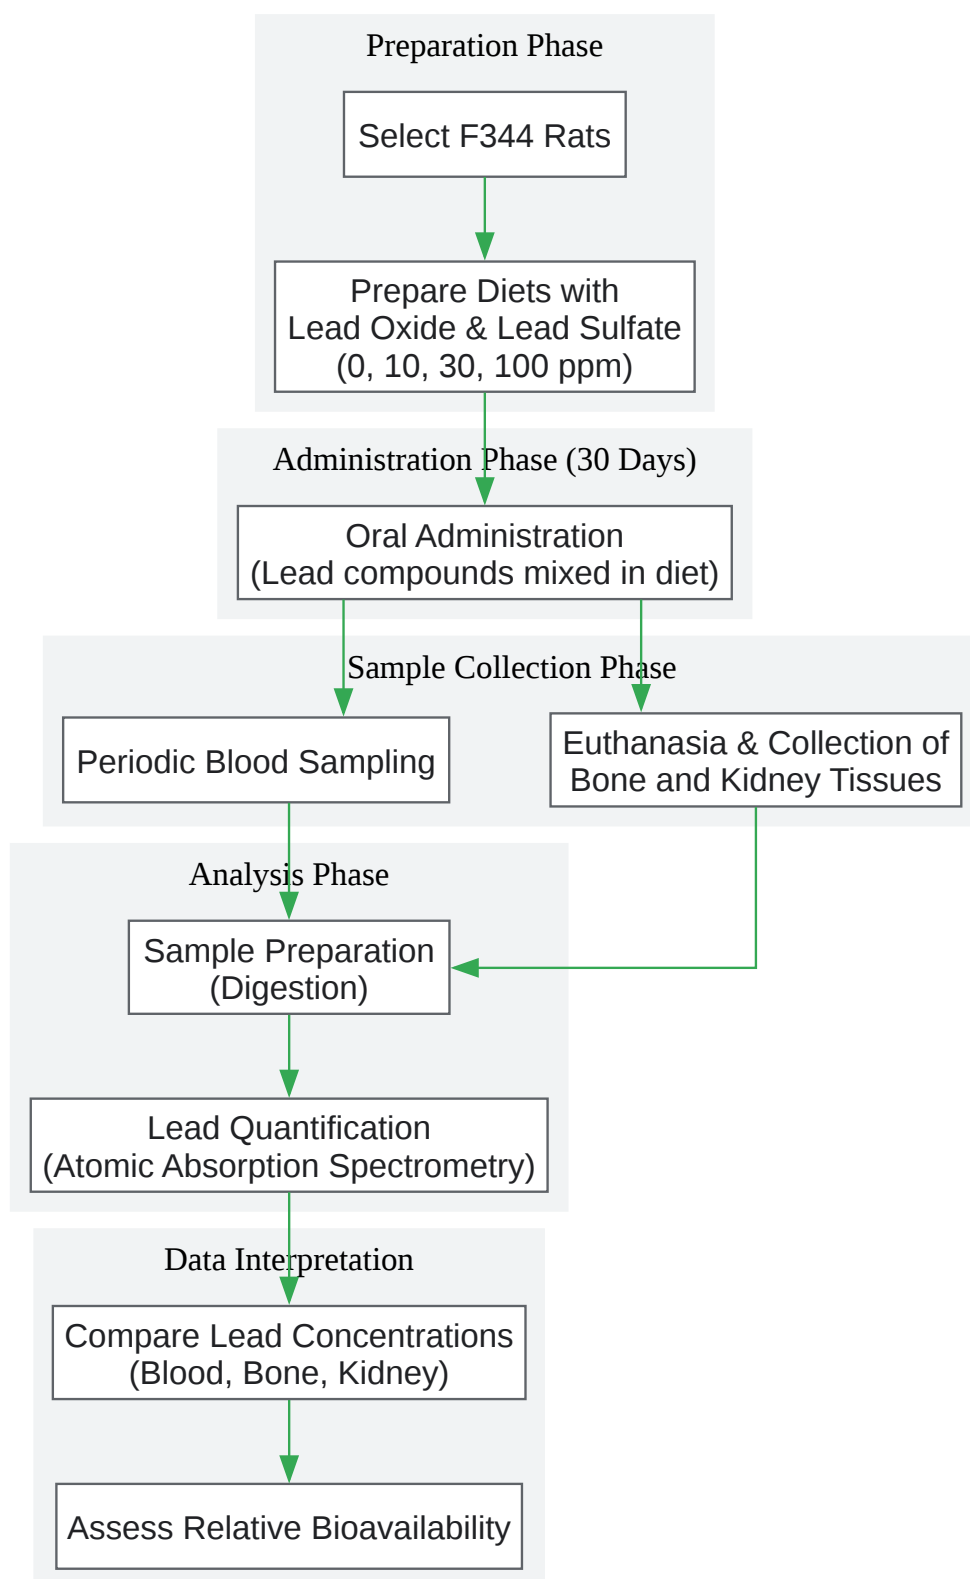 Preparation Phase
Select F344 Rats
Prepare Diets with
Lead Oxide & Lead Sulfate
(0, 10, 30, 100 ppm)
Administration Phase (30 Days)
Oral Administration
(Lead compounds mixed in diet)
Sample Collection Phase
Periodic Blood Sampling
Euthanasia & Collection of
Bone and Kidney Tissues
Analysis Phase
Sample Preparation
(Digestion)
Lead Quantification
(Atomic Absorption Spectrometry)
Data Interpretation
Compare Lead Concentrations
(Blood, Bone, Kidney)
Assess Relative Bioavailability